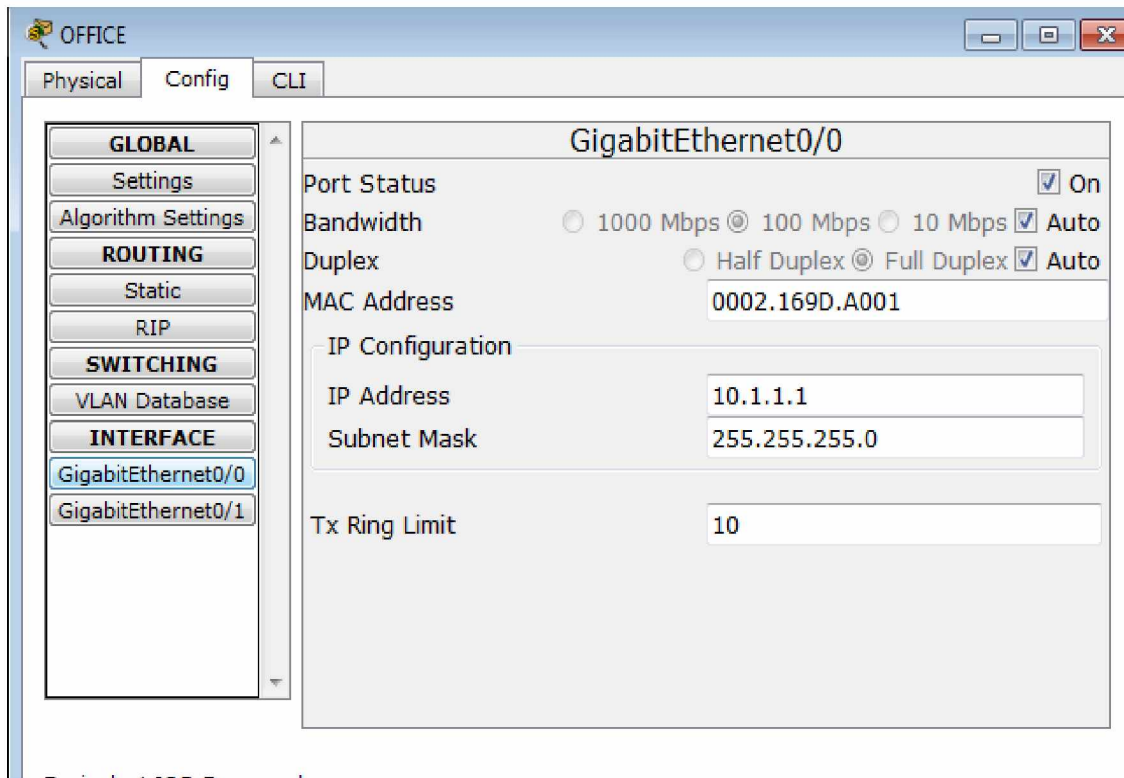 OFFICE
Physical Config CLI
GLOBAL
Settings
Algorithm Settings
ROUTING
Static
RIP
SWITCHING
VLAN Database
INTERFACE
GigabitEthernet0/0
GigabitEthernet0/1
GigabitEthernet0/0
Port Status On
Bandwidth 1000 Mbps 100 Mbps 10 Mbps Auto
Duplex Half Duplex Full Duplex Auto
MAC Address 0002.169D.A001
IP Configuration
IP Address 10.1.1.1
Subnet Mask 255.255.255.0
Tx Ring Limit 10